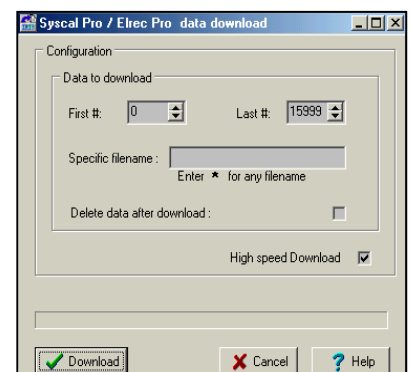 Syscal Pro / Elrec Pro data download
Configuration
Data to download
First #: 0 Last #: 15999
Specific filename :
Enter * for any filename
Delete data after download :
High speed Download
Download Cancel Help